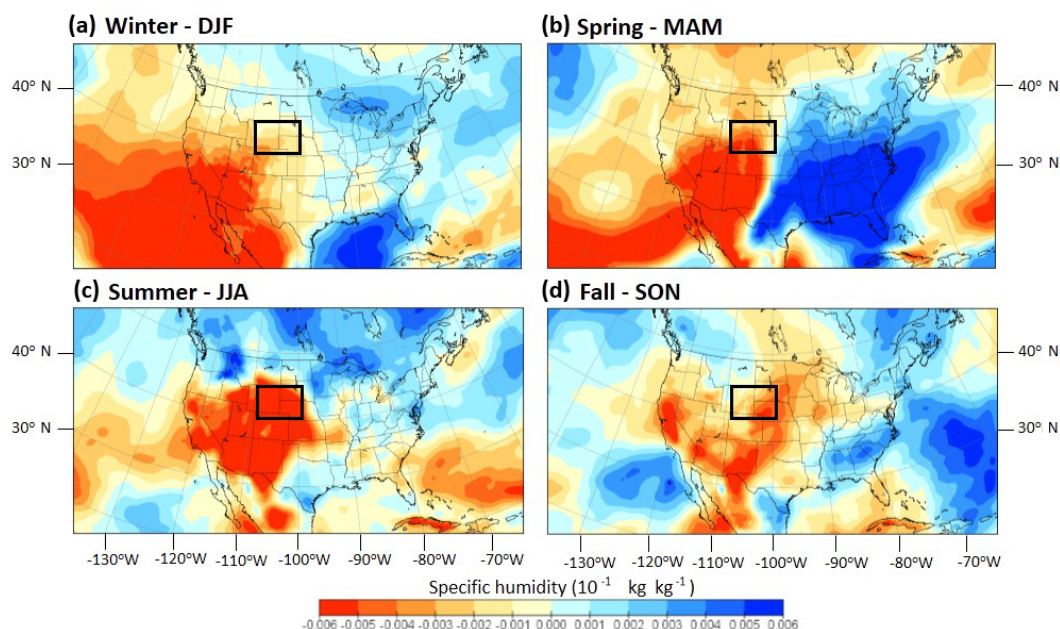 (a) Winter - DJF
(b) Spring - MAM
40° N
30° N
40° N
30° N
(c) Summer - JJA
(d) Fall - SON
40° N
30° N
40° N
30° N
-130°W -120°W -110°W -100°W -90°W -80°W -70°W
-130°W -120°W -110°W -100°W -90°W -80°W -70°W
Specific humidity (10⁻¹ kg kg⁻¹)
-0.006 -0.005 -0.004 -0.003 -0.002 -0.001 0.000 0.001 0.002 0.003 0.004 0.005 0.006